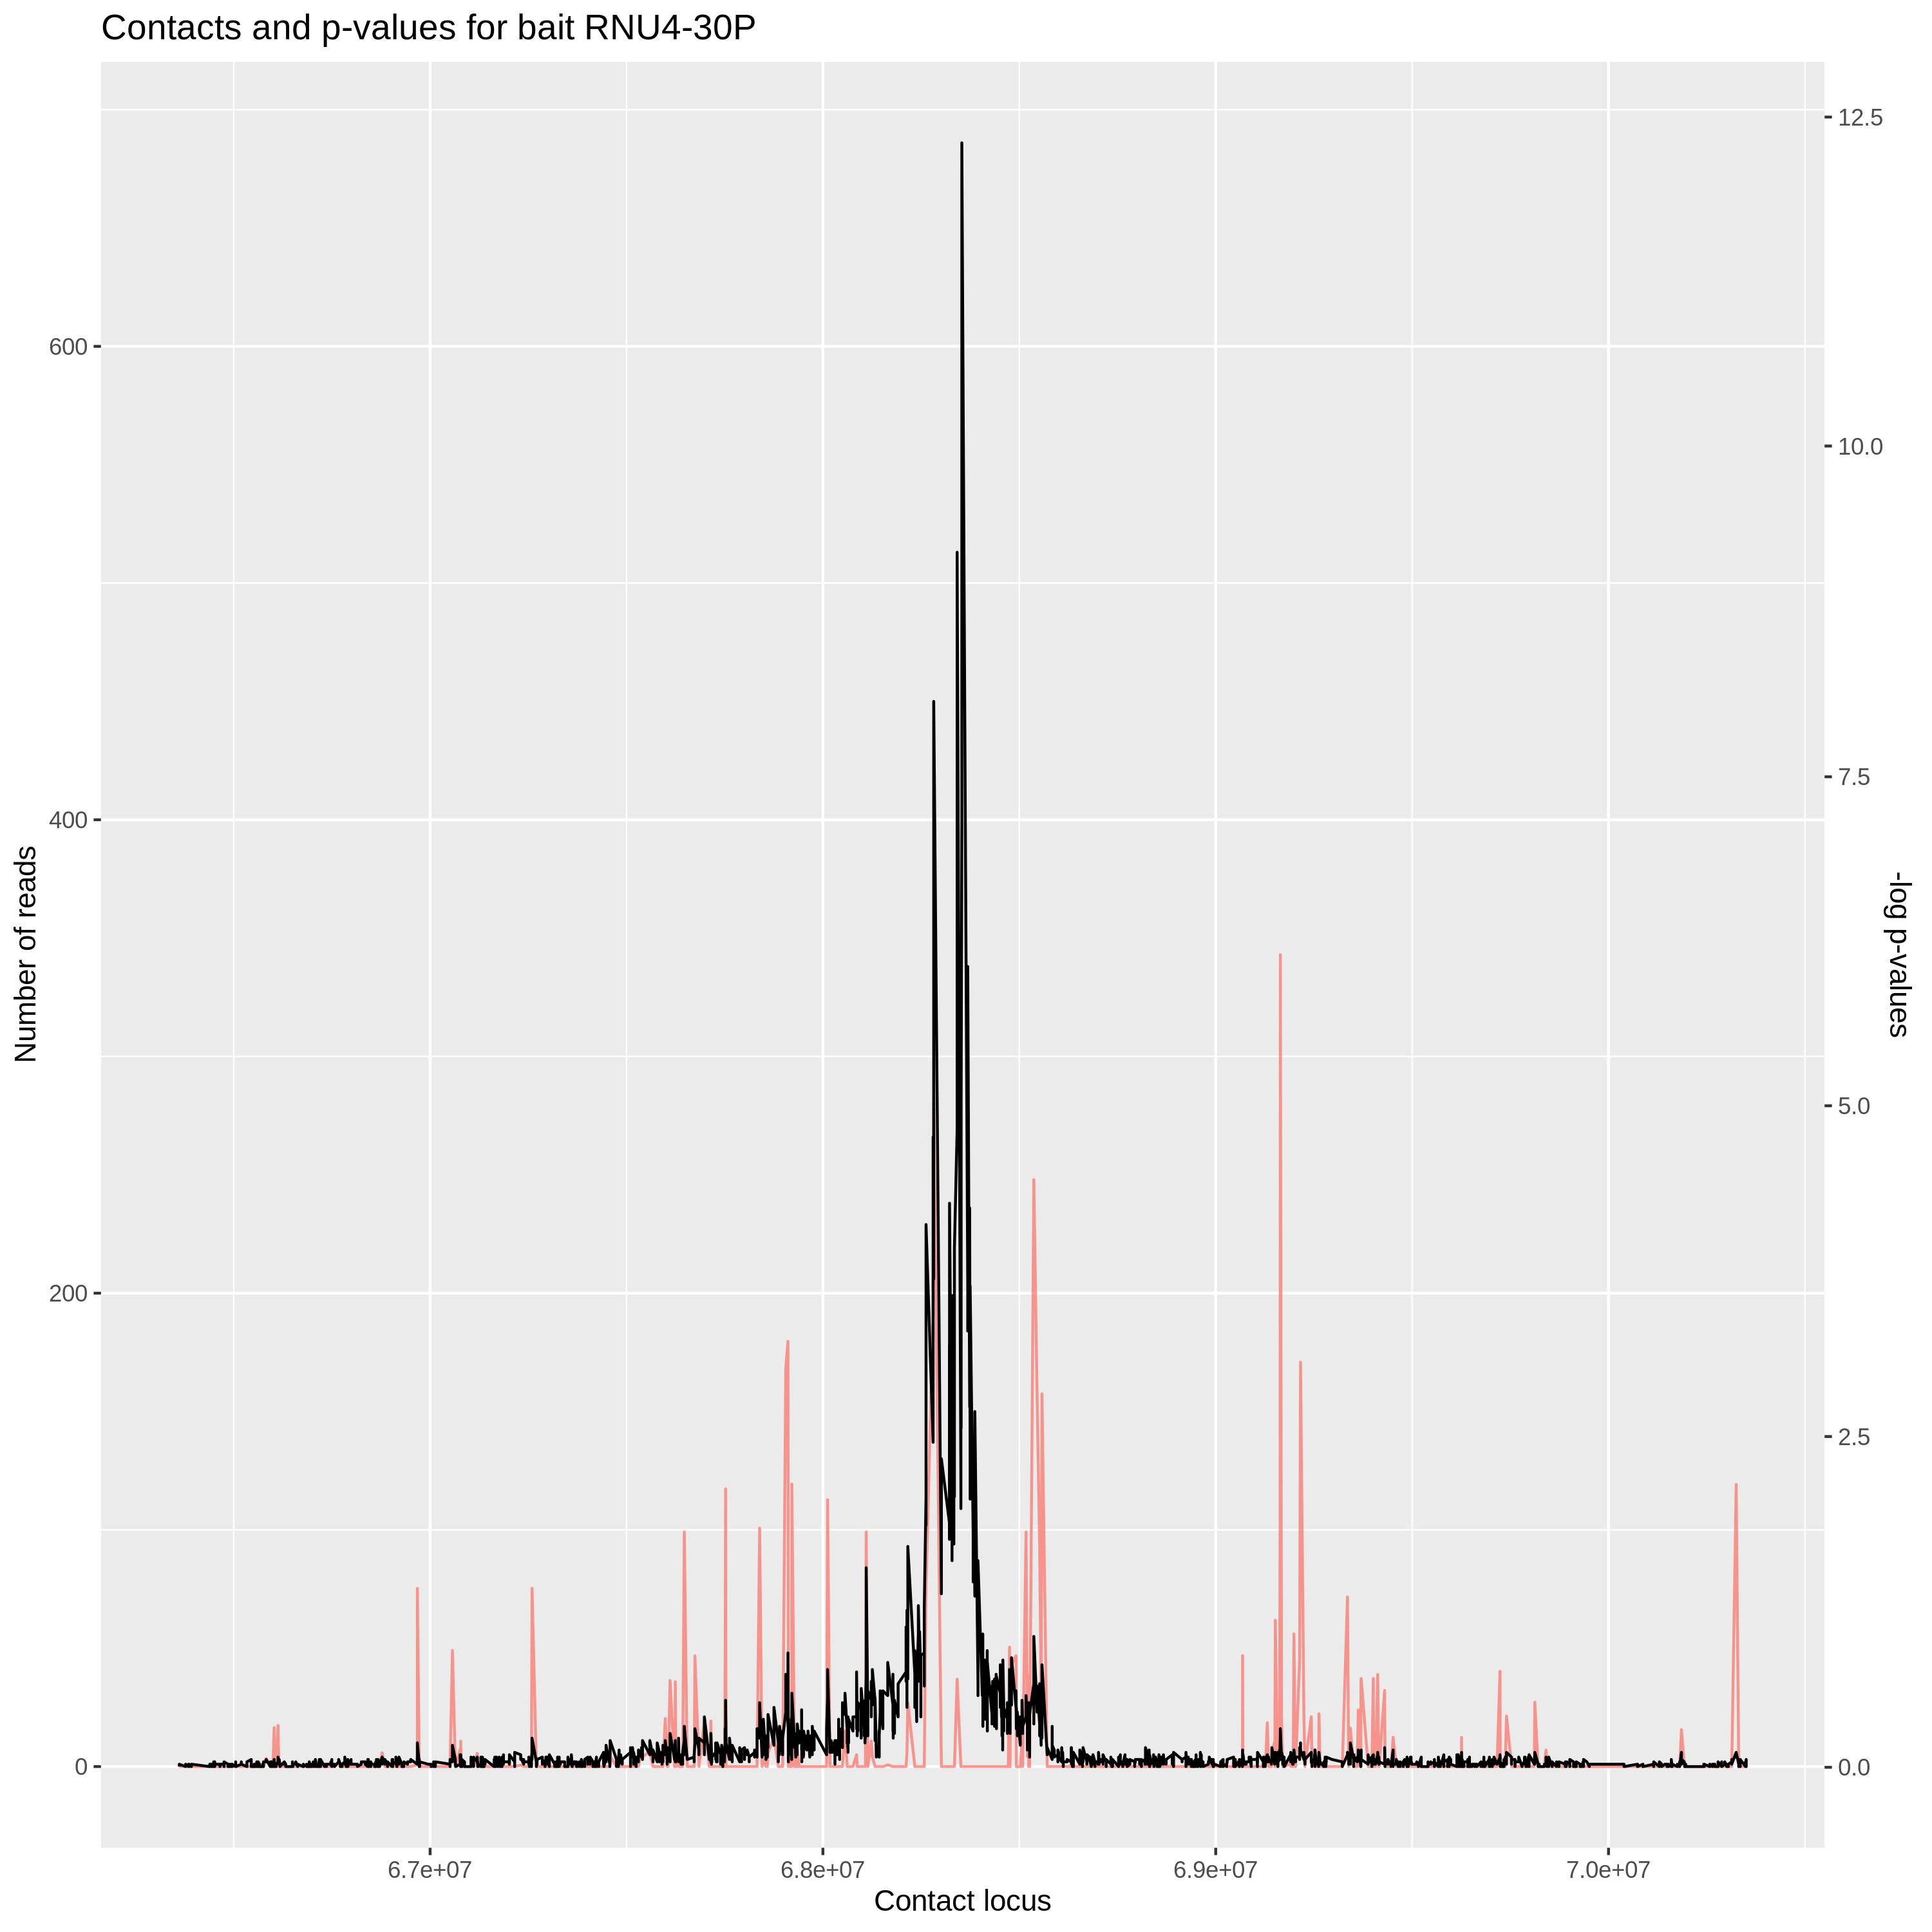 Contacts and p-values for bait RNU4-30P
12.5
600
10.0
400
7.5
Number of reads
-log p-values
5.0
200
2.5
0
0.0
6.7e+07
6.8e+07
6.9e+07
7.0e+07
Contact locus